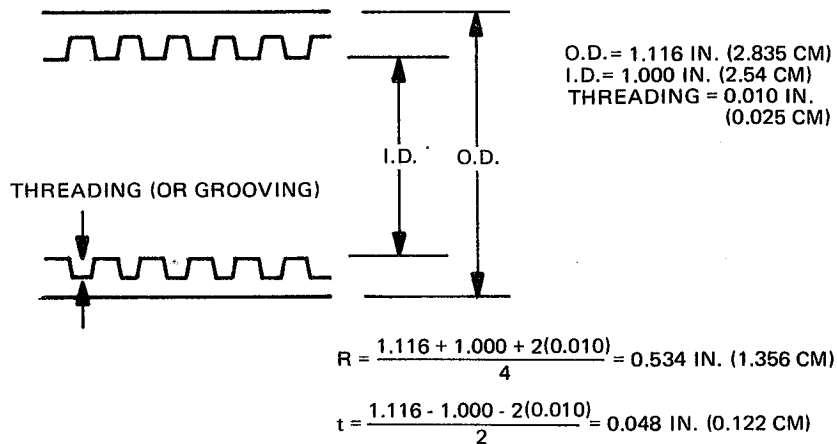 O.D. = 1.116 IN. (2.835 CM)
I.D. = 1.000 IN. (2.54 CM)
THREADING = 0.010 IN.
(0.025 CM)
I.D.
O.D.
THREADING (OR GROOVING)
R = \frac{1.116 + 1.000 + 2(0.010)}{4} = 0.534 IN. (1.356 CM)
t = \frac{1.116 - 1.000 - 2(0.010)}{2} = 0.048 IN. (0.122 CM)